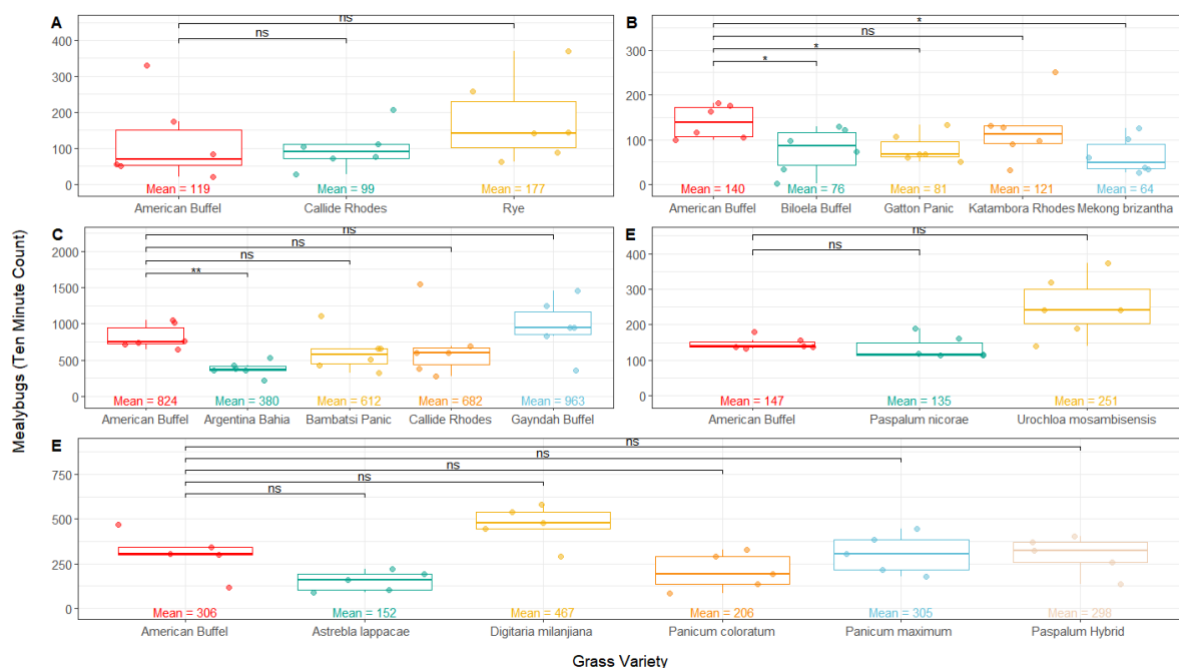 A
ns
ns
400
300
200
100
0
Mean = 119
Mean = 99
Mean = 177
American Buffel
Callide Rhodes
Rye
B
*
ns
*
*
300
200
100
0
Mean = 140
Mean = 76
Mean = 81
Mean = 121
Mean = 64
American Buffel
Biloela Buffel
Gatton Panic
Katambora Rhodes
Mekong brizantha
C
ns
ns
ns
**
2000
1500
1000
500
0
Mean = 824
Mean = 380
Mean = 612
Mean = 682
Mean = 963
American Buffel
Argentina Bahia
Bambatsi Panic
Callide Rhodes
Gayndah Buffel
E
ns
ns
400
300
200
100
0
Mean = 147
Mean = 135
Mean = 251
American Buffel
Paspalum nicorae
Urochloa mosambisensis
E
ns
ns
ns
ns
ns
750
500
250
0
Mean = 306
Mean = 152
Mean = 467
Mean = 206
Mean = 305
Mean = 298
American Buffel
Astrebla lappacae
Digitaria milanjiana
Panicum coloratum
Panicum maximum
Paspalum Hybrid
Mealybugs (Ten Minute Count)
Grass Variety